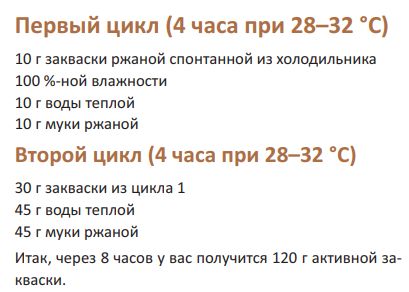 Первый цикл (4 часа при 28–32 °C)
10 г закваски ржаной спонтанной из холодильника
100 %-ной влажности
10 г воды теплой
10 г муки ржаной
Второй цикл (4 часа при 28–32 °C)
30 г закваски из цикла 1
45 г воды теплой
45 г муки ржаной
Итак, через 8 часов у вас получится 120 г активной за-
кваски.